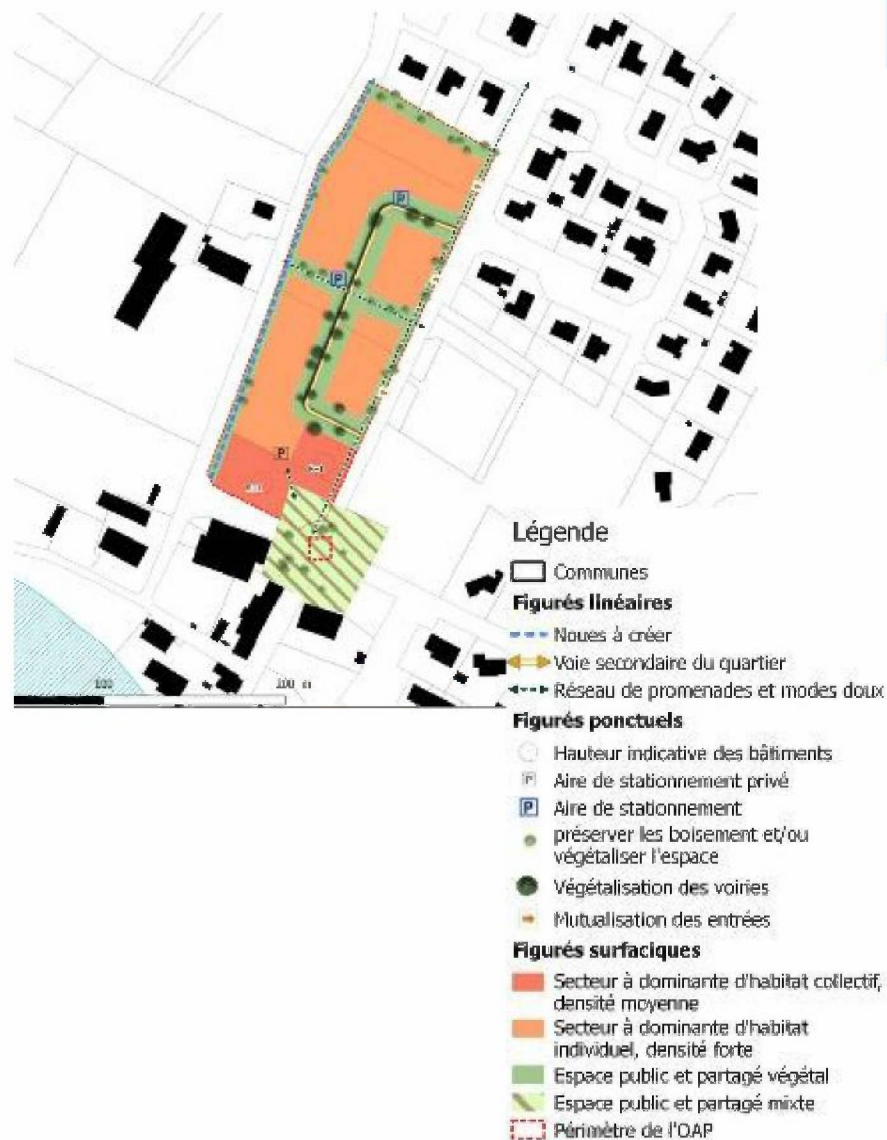 P
P
P
100
200 m
Légende
Communes
Figurés linéaires
Noues à créer
Voie secondaire du quartier
Réseau de promenades et modes doux
Figurés ponctuels
Hauteur indicative des bâtiments
P Aire de stationnement privé
P Aire de stationnement
préserver les boisement et/ou
végétaliser l'espace
Végétalisation des voiries
Mutualisation des entrées
Figurés surfaciques
Secteur à dominante d'habitat collectif,
densité moyenne
Secteur à dominante d'habitat
individuel, densité forte
Espace public et partagé végétal
Espace public et partagé mixte
Périmètre de l'OAP